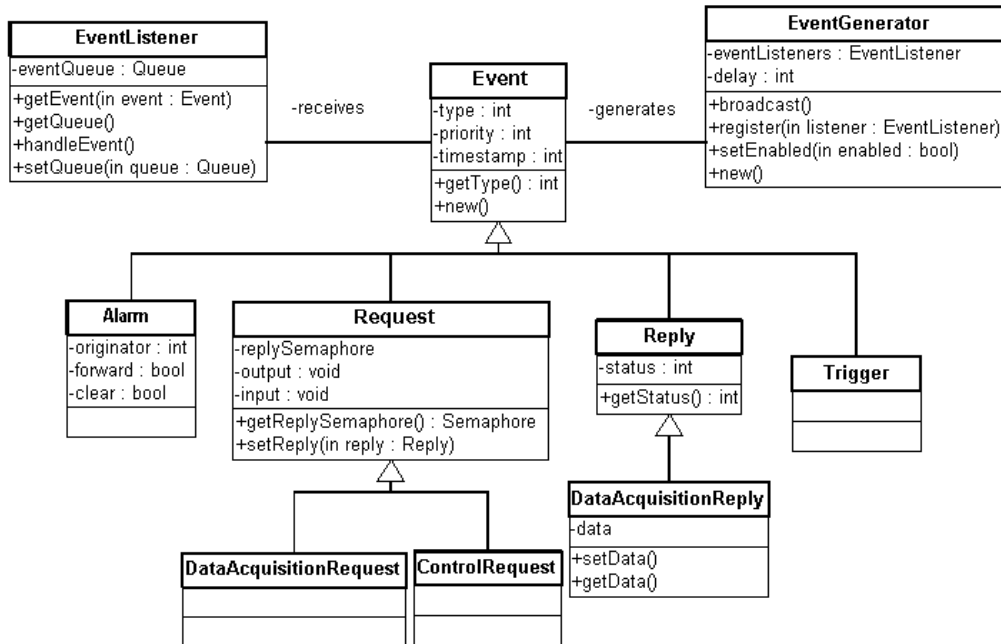 EventListener
-eventQueue : Queue
+getEvent(in event : Event)
+getQueue()
+handleEvent()
+setQueue(in queue : Queue)
-receives
Event
-type : int
-priority : int
-timestamp : int
+getType() : int
+new()
-generates
EventGenerator
-eventListeners : EventListener
-delay : int
+broadcast()
+register(in listener : EventListener)
+setEnabled(in enabled : bool)
+new()
Alarm
-originator : int
-forward : bool
-clear : bool
Request
-replySemaphore
-output : void
-input : void
+getReplySemaphore() : Semaphore
+setReply(in reply : Reply)
Reply
-status : int
+getStatus() : int
Trigger
DataAcquisitionRequest
ControlRequest
DataAcquisitionReply
-data
+setData()
+getData()